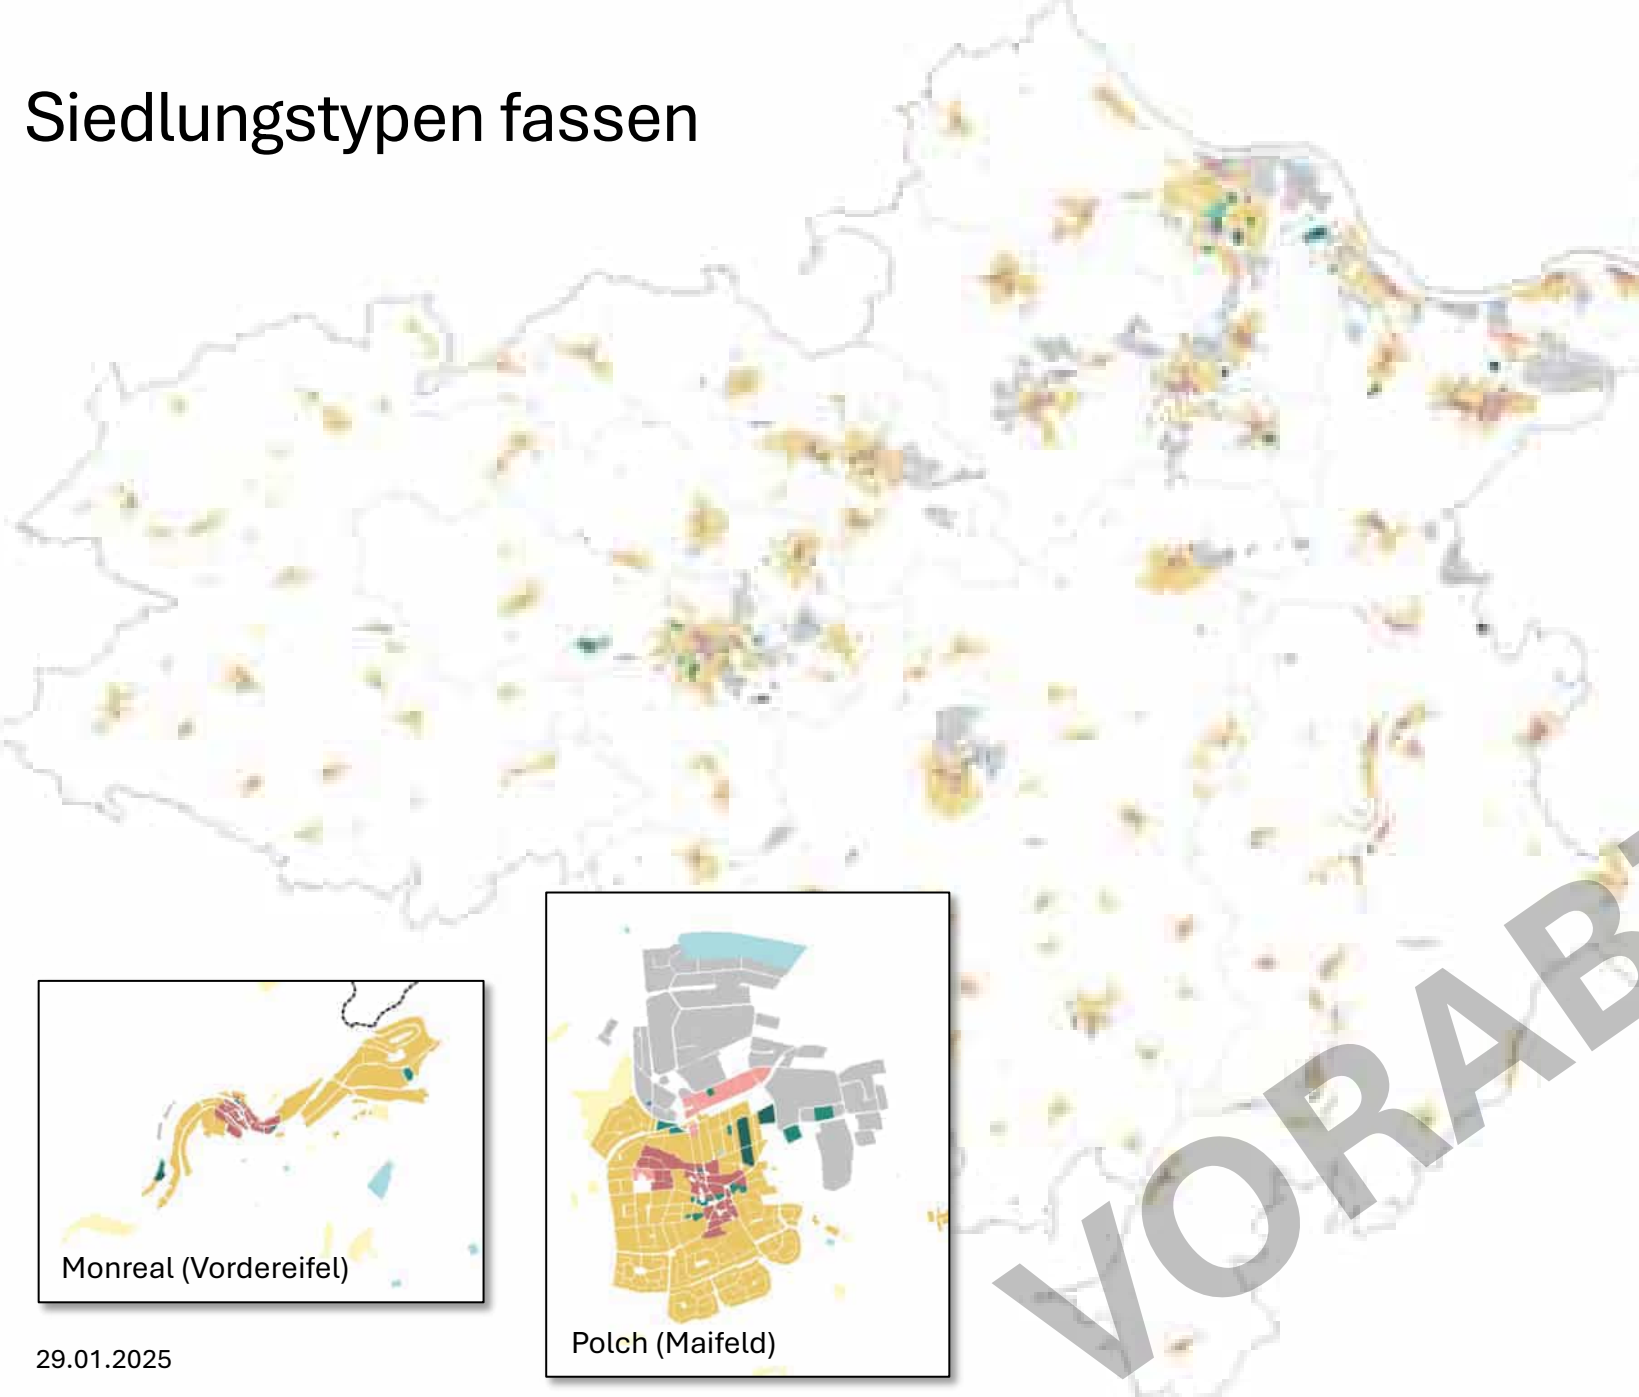 Siedlungstypen fassen
Monreal (Vordereifel)
Polch (Maifeld)
29.01.2025
VORAB